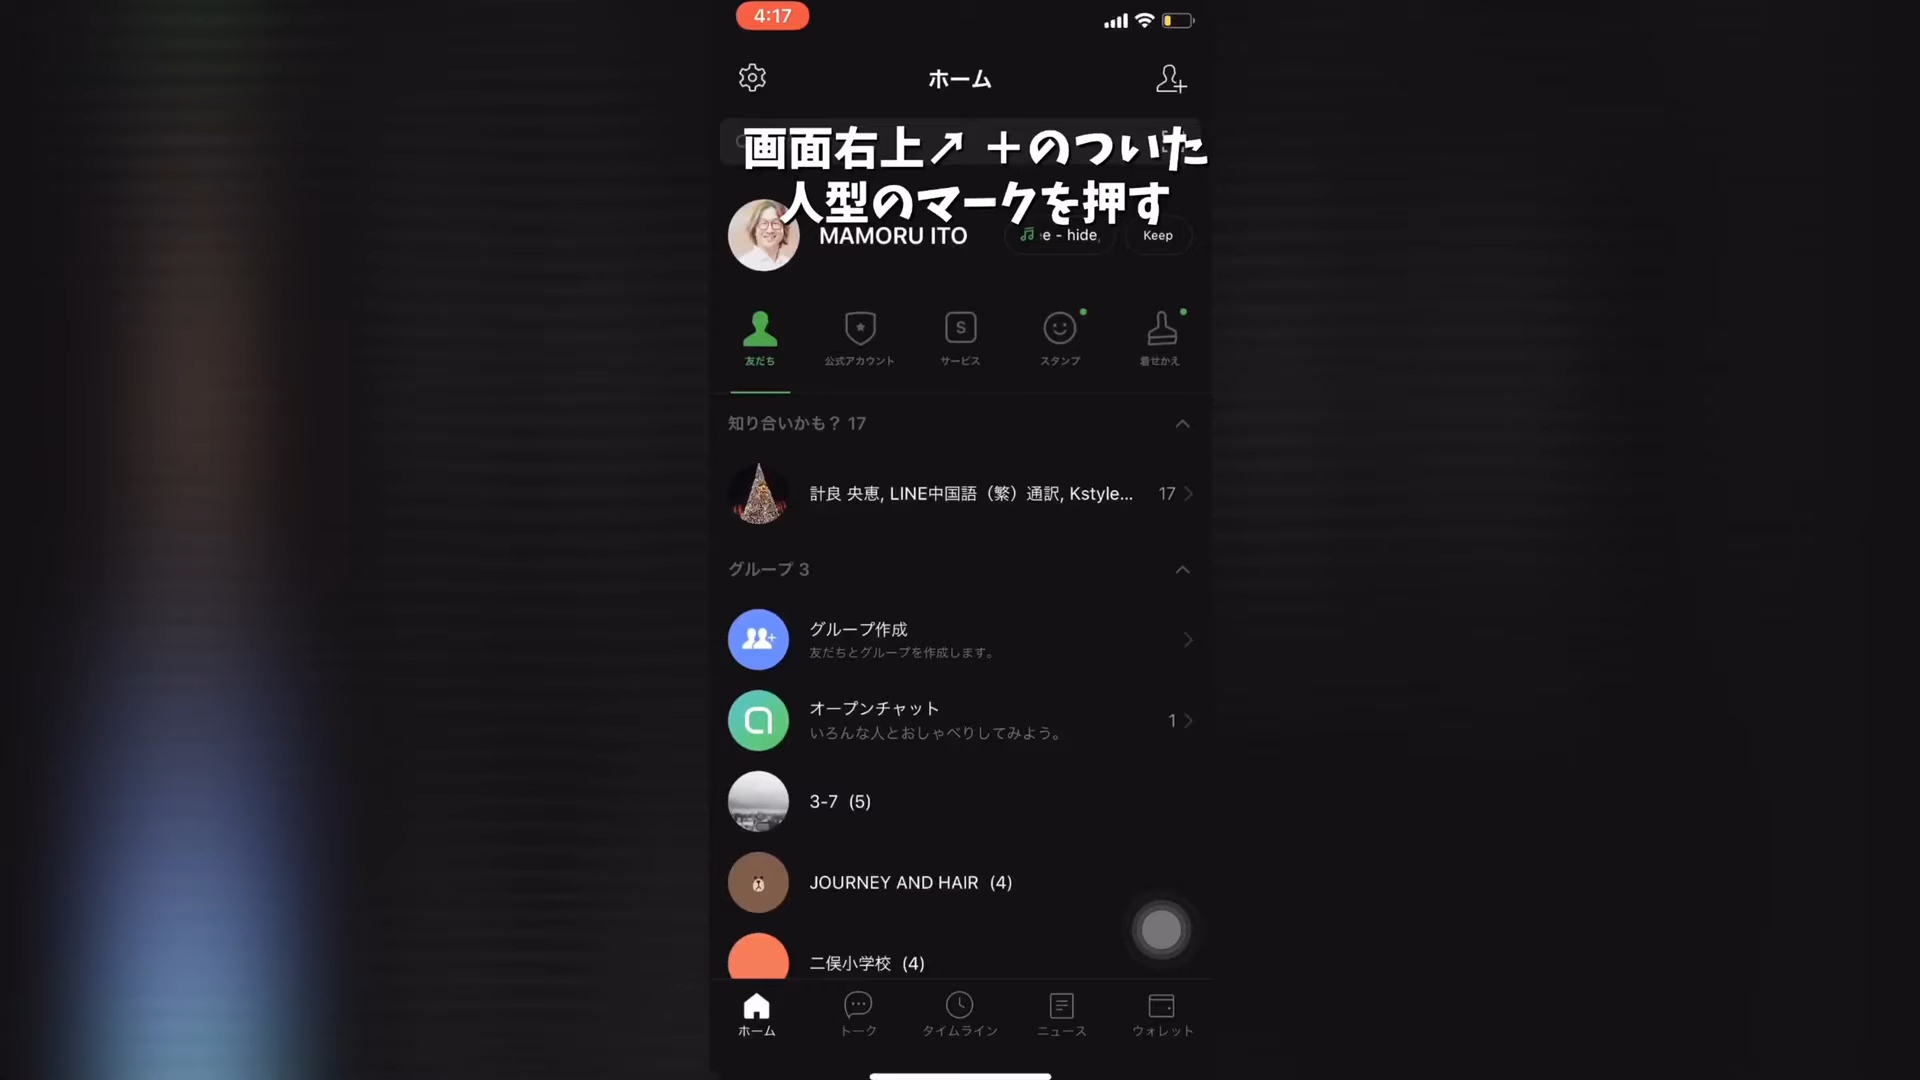 4:17
ホーム
画面右上↗ ＋のついた
人型のマークを押す
MAMORU ITO
e - hide,
Keep
友だち
公式アカウント
S
サービス
スタンプ
着せかえ
知り合いかも？ 17
計良 央恵, LINE中国語（繁）通訳, Kstyle...
17
グループ 3
グループ作成
友だちとグループを作成します。
オープンチャット
いろんな人とおしゃべりしてみよう。
1
3-7 (5)
JOURNEY AND HAIR (4)
二俣小学校 (4)
ホーム
トーク
タイムライン
ニュース
ウォレット